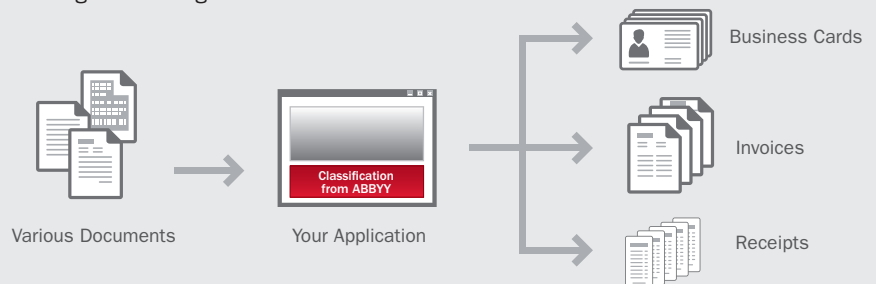 Various Documents
Classification
from ABBYY
Your Application
Business Cards
Invoices
Receipts